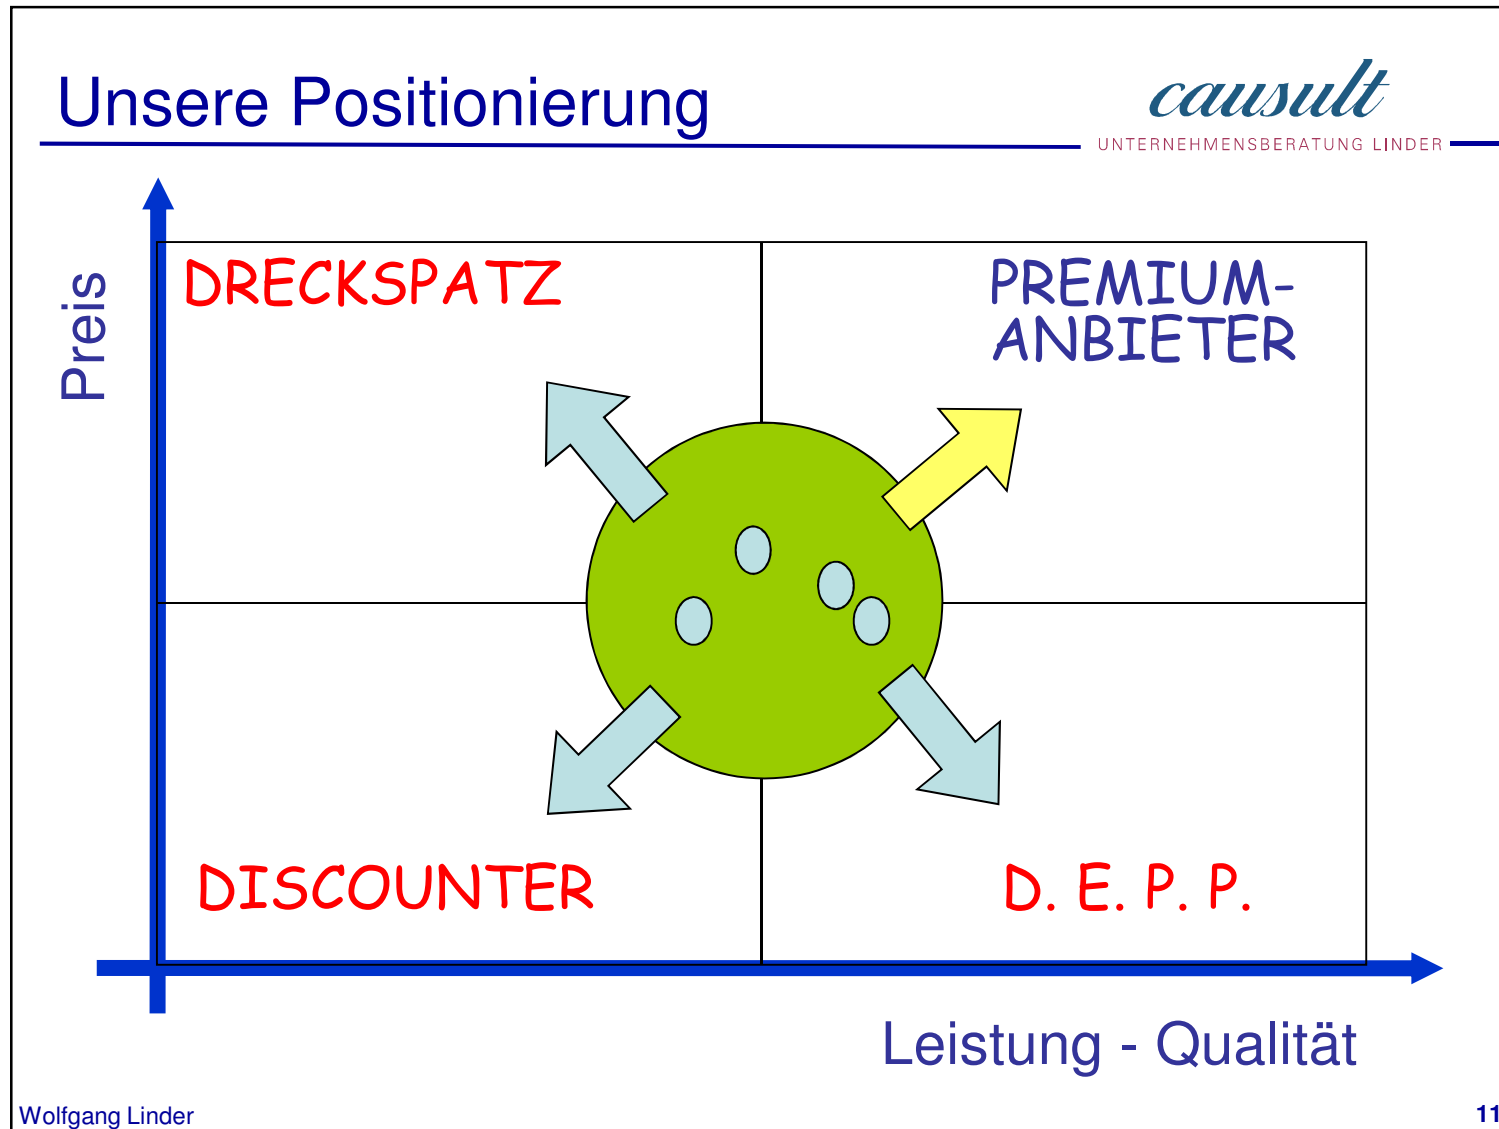 Unsere Positionierung
causult
UNTERNEHMENSBERATUNG LINDER
Preis
DRECKSPATZ
PREMIUM-
ANBIETER
DISCOUNTER
D. E. P. P.
Leistung - Qualität
Wolfgang Linder
11